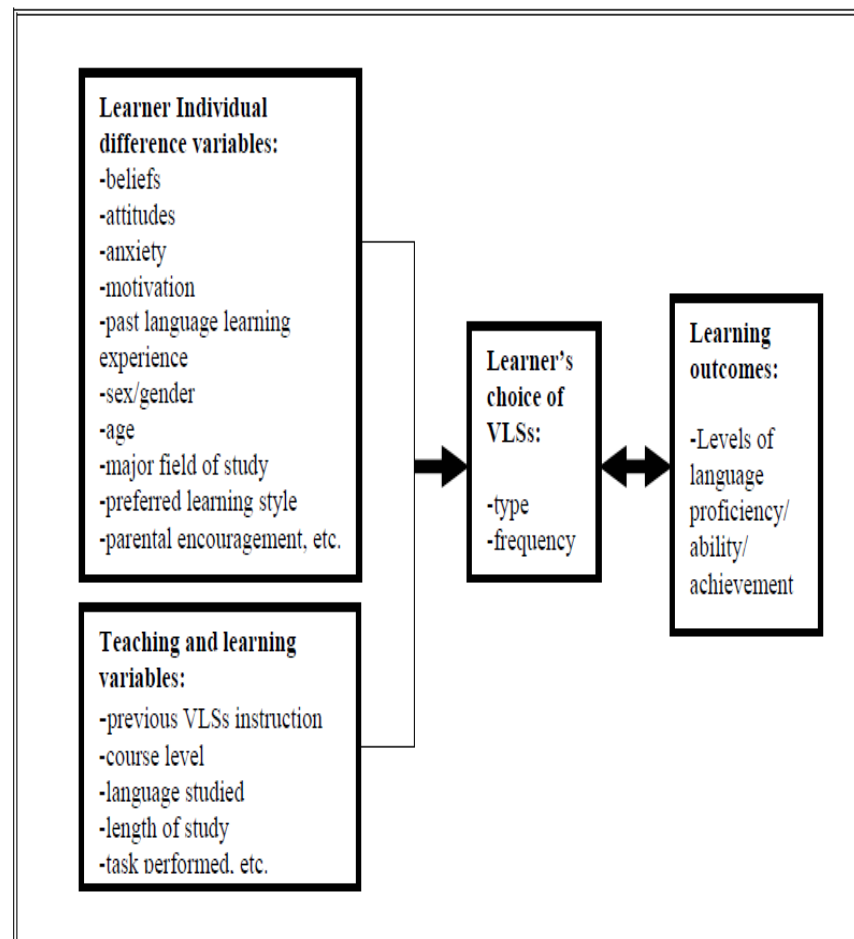 Learner Individual
difference variables:
-beliefs
-attitudes
-anxiety
-motivation
-past language learning
experience
-sex/gender
-age
-major field of study
-preferred learning style
-parental encouragement, etc.
Teaching and learning
variables:
-previous VLSs instruction
-course level
-language studied
-length of study
-task performed, etc.
Learner’s
choice of
VLSs:
-type
-frequency
Learning
outcomes:
-Levels of
language
proficiency/
ability/
achievement